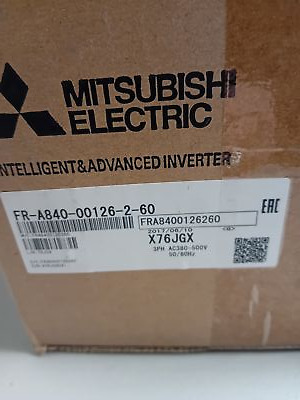 MITSUBISHI
ELECTRIC
INTELLIGENT&ADVANCED INVERTER
FR-A840-00126-2-60
FRA8400126260
2017/06/10
X76JGX
3PH AC380-500V
50/60Hz
EAC